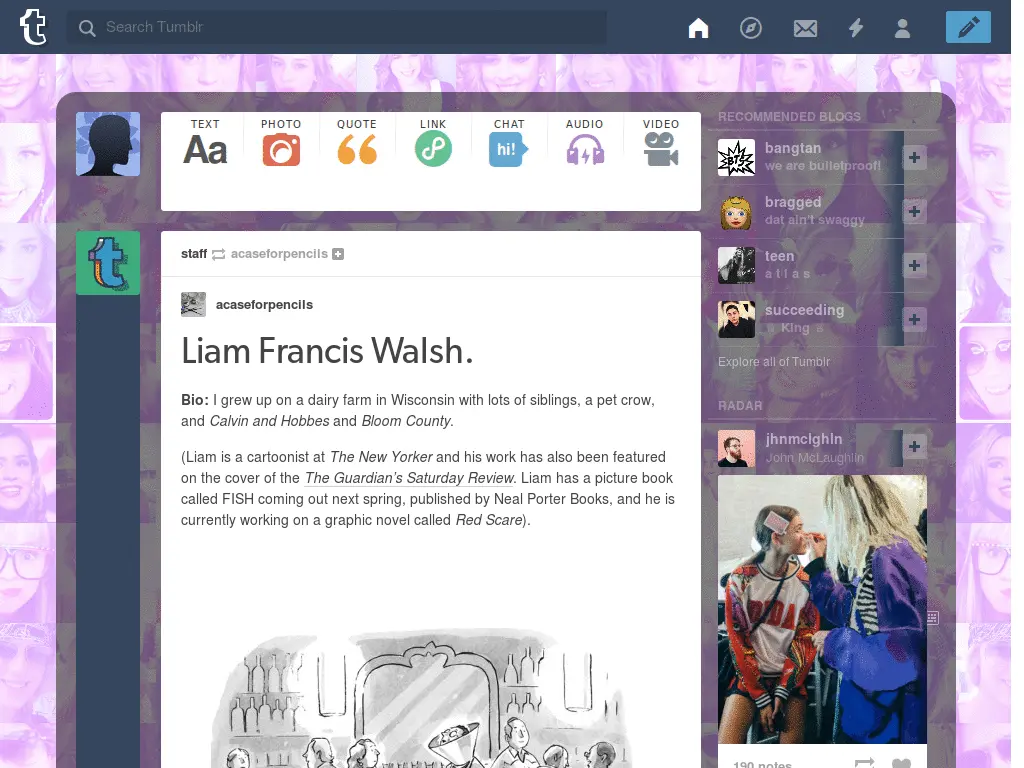 Search Tumblr
TEXT PHOTO QUOTE LINK CHAT AUDIO VIDEO
Aa
hi!
staff acaseforpencils
acaseforpencils
Liam Francis Walsh.
Bio: I grew up on a dairy farm in Wisconsin with lots of siblings, a pet crow,
and Calvin and Hobbes and Bloom County.
(Liam is a cartoonist at The New Yorker and his work has also been featured
on the cover of the The Guardian’s Saturday Review. Liam has a picture book
called FISH coming out next spring, published by Neal Porter Books, and he is
currently working on a graphic novel called Red Scare).
RECOMMENDED BLOGS
BTS
bangtan
we are bulletproof!
bragged
dat ain't swaggy
teen
a t l a s
succeeding
King
Explore all of Tumblr
RADAR
jhnmclghln
John McLaughlin
190 notes